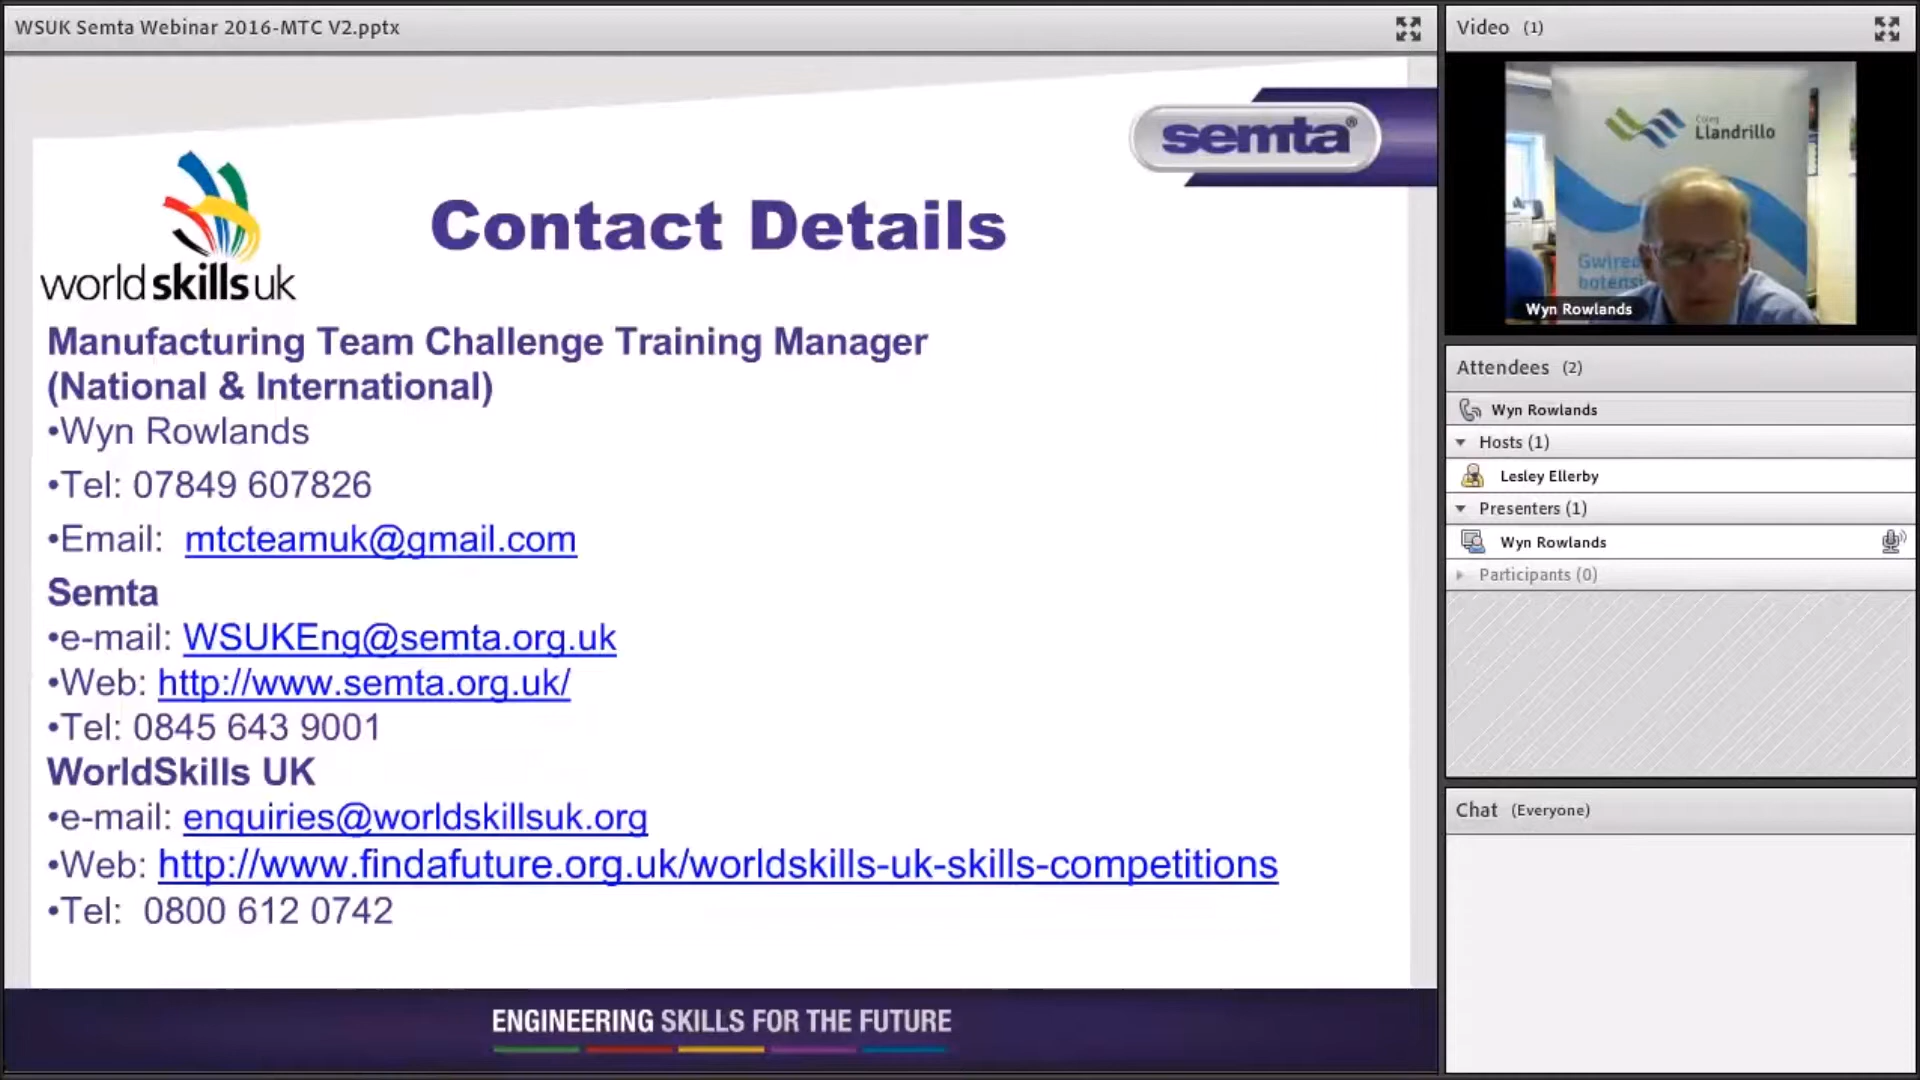 WSUK Semta Webinar 2016-MTC V2.pptx
semta®
worldskillsuk
Contact Details
Manufacturing Team Challenge Training Manager
(National & International)
•Wyn Rowlands
•Tel: 07849 607826
•Email: mtcteamuk@gmail.com
Semta
•e-mail: WSUKEng@semta.org.uk
•Web: http://www.semta.org.uk/
•Tel: 0845 643 9001
WorldSkills UK
•e-mail: enquiries@worldskillsuk.org
•Web: http://www.findafuture.org.uk/worldskills-uk-skills-competitions
•Tel: 0800 612 0742
ENGINEERING SKILLS FOR THE FUTURE
Video (1)
Coleg
Llandrillo
Wyn Rowlands
Attendees (2)
Wyn Rowlands
Hosts (1)
Lesley Ellerby
Presenters (1)
Wyn Rowlands
Participants (0)
Chat (Everyone)